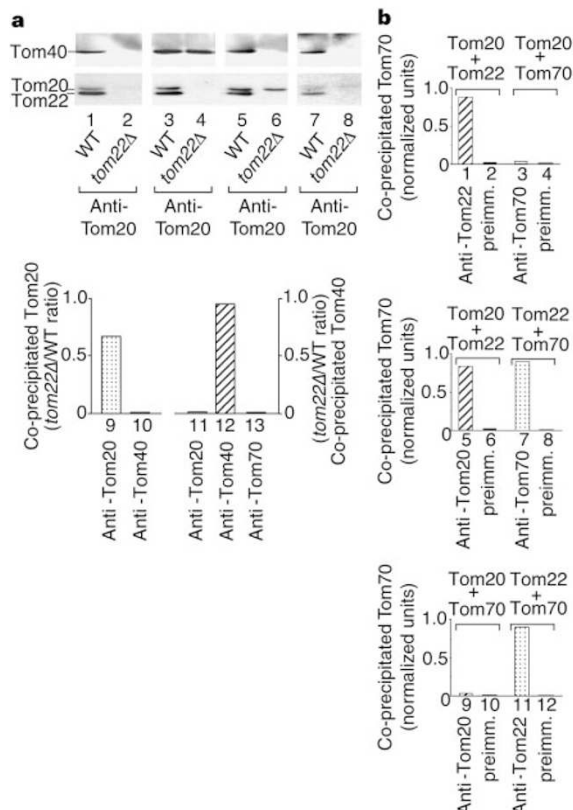 a
Tom40
Tom20
Tom22
1 2 3 4 5 6 7 8
WT tom22Δ WT tom22Δ WT tom22Δ WT tom22Δ
Anti-Tom20 Anti-Tom20 Anti-Tom20 Anti-Tom20
Co-precipitated Tom20
(tom22Δ/WT ratio)
1.0
0.5
0
9 10 11 12 13
1.0
0.5
0
(tom22Δ/WT ratio)
Co-precipitated Tom40
Anti -Tom20 Anti -Tom40 Anti -Tom20 Anti -Tom40 Anti -Tom70
b
Tom20 Tom20
+ +
Tom22 Tom70
Co-precipitated Tom70
(normalized units)
1.0
0.5
0
1 2 3 4
Anti -Tom22 preimm. Anti -Tom70 preimm.
Tom20 Tom22
+ +
Tom22 Tom70
Co-precipitated Tom70
(normalized units)
1.0
0.5
0
5 6 7 8
Anti -Tom20 preimm. Anti -Tom70 preimm.
Tom20 Tom22
+ +
Tom70 Tom70
Co-precipitated Tom70
(normalized units)
1.0
0.5
0
9 10 11 12
Anti -Tom20 preimm. Anti -Tom22 preimm.